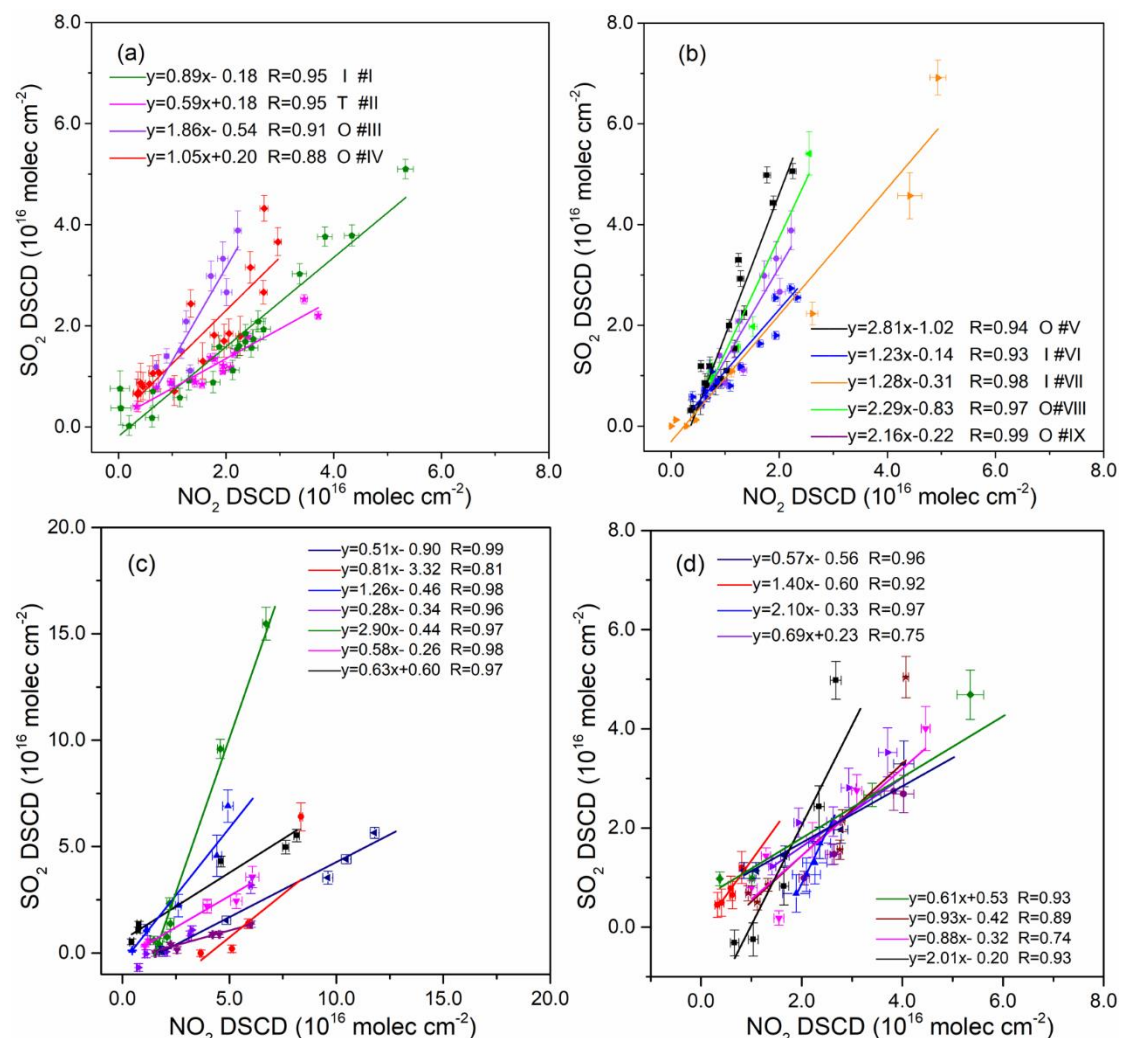 (a)
y=0.89x- 0.18 R=0.95 I #I
y=0.59x+0.18 R=0.95 T #II
y=1.86x- 0.54 R=0.91 O #III
y=1.05x+0.20 R=0.88 O #IV
SO2 DSCD (10^16 molec cm^-2)
8.0
6.0
4.0
2.0
0.0
0.0 2.0 4.0 6.0 8.0
NO2 DSCD (10^16 molec cm^-2)
(b)
y=2.81x-1.02 R=0.94 O #V
y=1.23x-0.14 R=0.93 I #VI
y=1.28x-0.31 R=0.98 I #VII
y=2.29x-0.83 R=0.97 O#VIII
y=2.16x-0.22 R=0.99 O #IX
SO2 DSCD (10^16 molec cm^-2)
8.0
6.0
4.0
2.0
0.0
0.0 2.0 4.0 6.0 8.0
NO2 DSCD (10^16 molec cm^-2)
(c)
y=0.51x- 0.90 R=0.99
y=0.81x- 3.32 R=0.81
y=1.26x- 0.46 R=0.98
y=0.28x- 0.34 R=0.96
y=2.90x- 0.44 R=0.97
y=0.58x- 0.26 R=0.98
y=0.63x+0.60 R=0.97
SO2 DSCD (10^16 molec cm^-2)
20.0
15.0
10.0
5.0
0.0
0.0 5.0 10.0 15.0 20.0
NO2 DSCD (10^16 molec cm^-2)
(d)
y=0.57x- 0.56 R=0.96
y=1.40x- 0.60 R=0.92
y=2.10x- 0.33 R=0.97
y=0.69x+0.23 R=0.75
y=0.61x+0.53 R=0.93
y=0.93x- 0.42 R=0.89
y=0.88x- 0.32 R=0.74
y=2.01x- 0.20 R=0.93
SO2 DSCD (10^16 molec cm^-2)
8.0
6.0
4.0
2.0
0.0
0.0 2.0 4.0 6.0 8.0
NO2 DSCD (10^16 molec cm^-2)